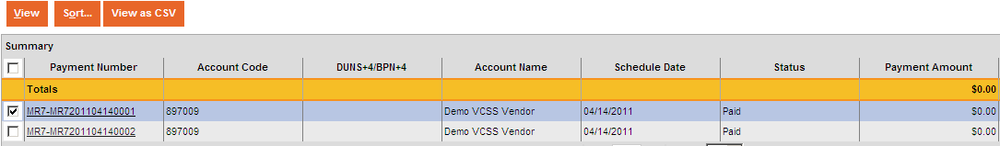 View Sort... View as CSV
Summary
Payment Number Account Code DUNS+4/BPN+4 Account Name Schedule Date Status Payment Amount
Totals $0.00
MR7-MR7201104140001 897009 Demo VCSS Vendor 04/14/2011 Paid $0.00
MR7-MR7201104140002 897009 Demo VCSS Vendor 04/14/2011 Paid $0.00